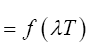 = f (λT)